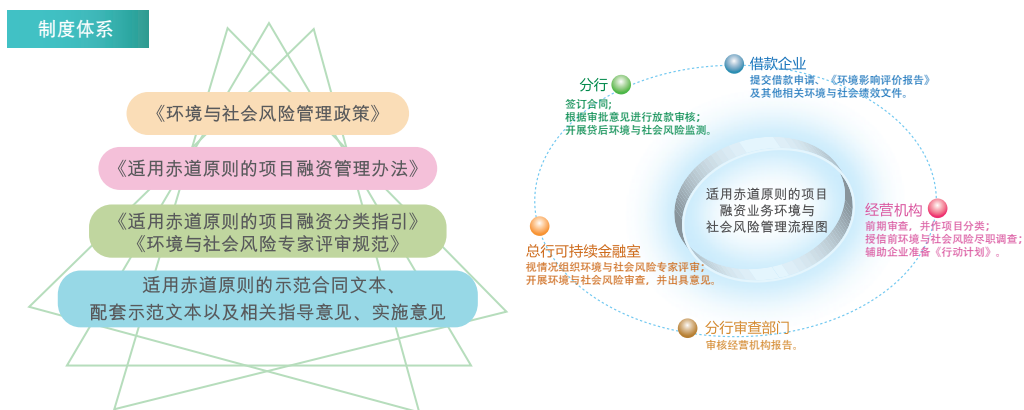 制度体系
《环境与社会风险管理政策》
《适用赤道原则的项目融资管理办法》
《适用赤道原则的项目融资分类指引》
《环境与社会风险专家评审规范》
适用赤道原则的示范合同文本、
配套示范文本以及相关指导意见、实施意见
借款企业
提交借款申请、《环境影响评价报告》
及其他相关环境与社会绩效文件。
分行
签订合同;
根据审批意见进行放款审核;
开展贷后环境与社会风险监测。
适用赤道原则的项目
融资业务环境与
社会风险管理流程图
经营机构
前期审查，并作项目分类;
授信前环境与社会风险尽职调查;
辅助企业准备《行动计划》。
总行可持续金融室
视情况组织环境与社会风险专家评审;
开展环境与社会风险审查，并出具意见。
分行审查部门
审核经营机构报告。